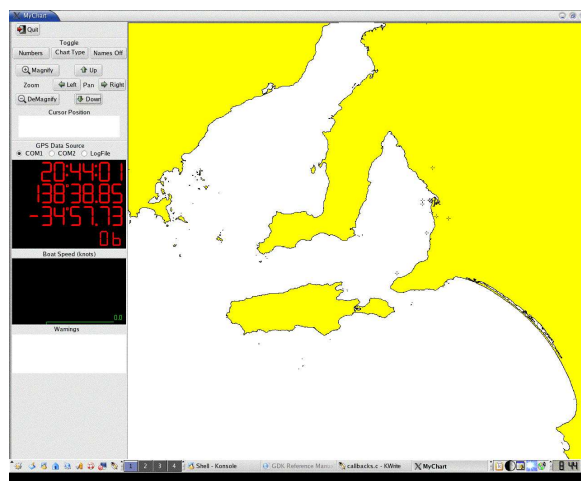 MyChart
Quit
Toggle
Numbers Chart Type Names Off
Magnify Up
Zoom Left Pan Right
DeMagnify Down
Cursor Position
GPS Data Source
COM1 COM2 LogFile
20:44:01
138°38.85
-34°57.73
06
Boat Speed (knots)
0.0
Warnings
1 2 3 4 Shell - Konsole GDK Reference Manu callbacks.c - KWrite MyChart